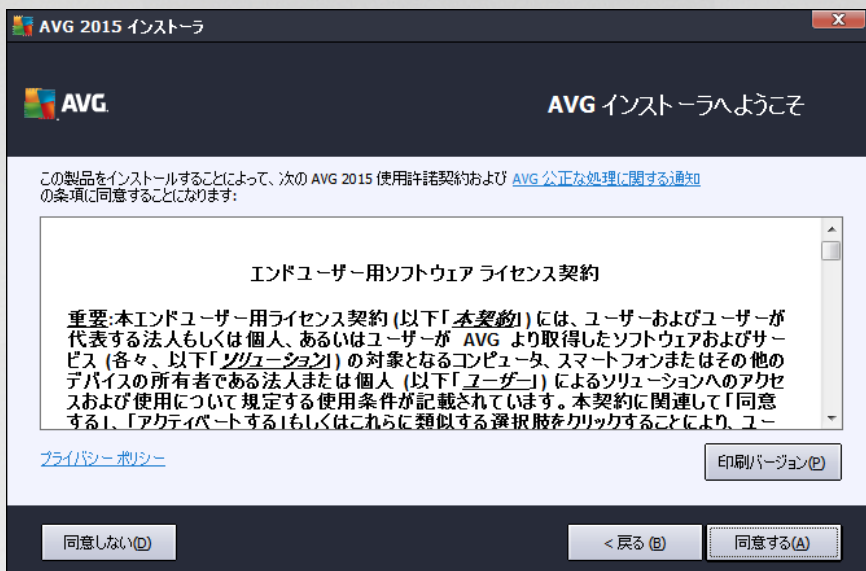 AVG 2015 インストーラ
AVG.
AVG インストーラへようこそ
この製品をインストールすることによって、次の AVG 2015 使用許諾契約および AVG 公正な処理に関する通知
の条項に同意することになります:
エンドユーザー用ソフトウェア ライセンス契約
重要:本エンドユーザー用ライセンス契約 (以下「本契約」) には、ユーザーおよびユーザーが
代表する法人もしくは個人、あるいはユーザーが AVG より取得したソフトウェアおよびサー
ビス (各々、以下「ソリューション」) の対象となるコンピュータ、スマートフォンまたはその他の
デバイスの所有者である法人または個人 (以下「ユーザー」) によるソリューションへのアクセ
スおよび使用について規定する使用条件が記載されています。本契約に関連して「同意
する」、「アクティベートする」もしくはこれらに類似する選択肢をクリックすることにより、ユー
プライバシー ポリシー
印刷バージョン(P)
同意しない(D)
< 戻る (B)
同意する(A)